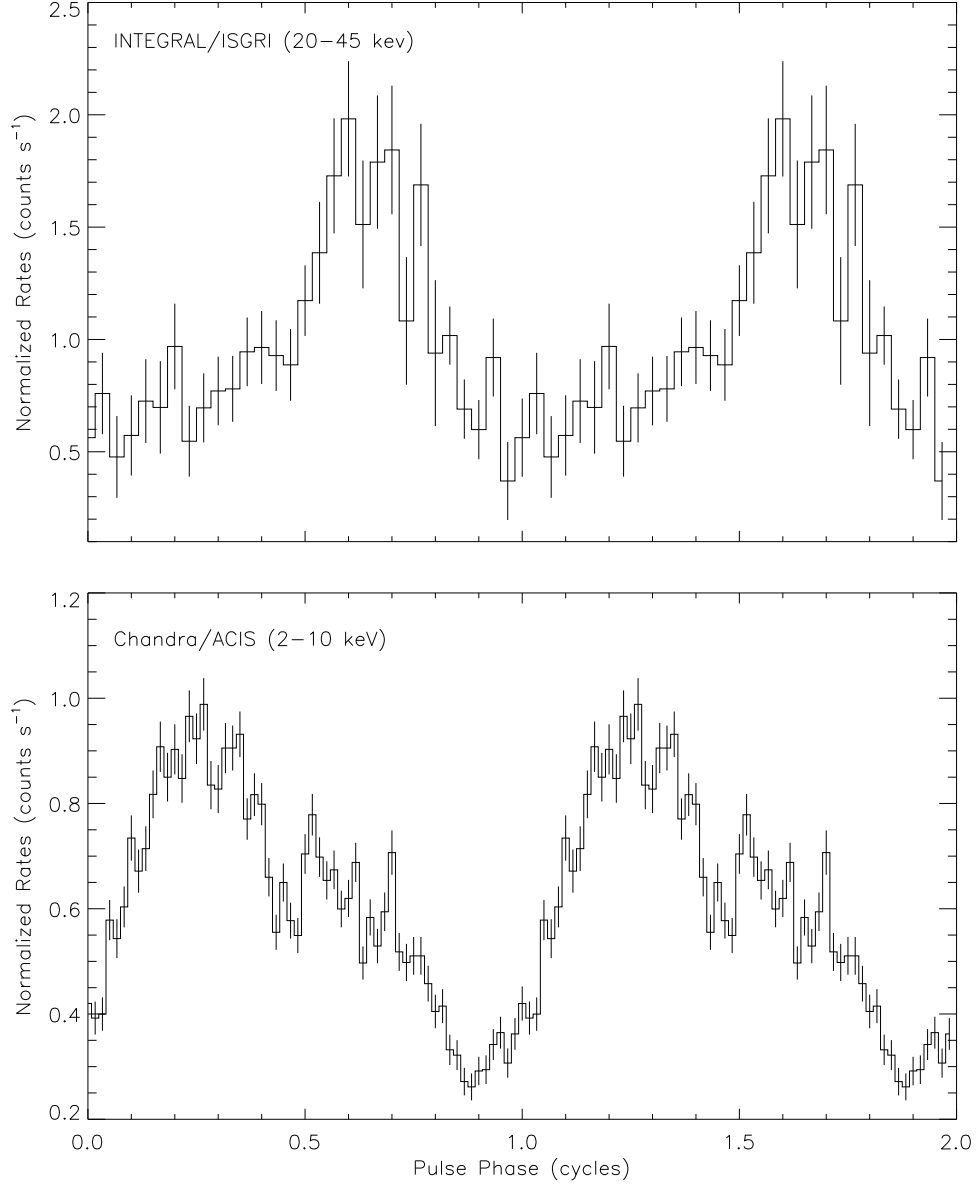 2.5
INTEGRAL/ISGRI (20−45 kev)
2.0
1.5
1.0
0.5
Normalized Rates (counts s⁻¹)
1.2
Chandra/ACIS (2−10 keV)
1.0
0.8
0.6
0.4
0.2
Normalized Rates (counts s⁻¹)
0.0 0.5 1.0 1.5 2.0
Pulse Phase (cycles)